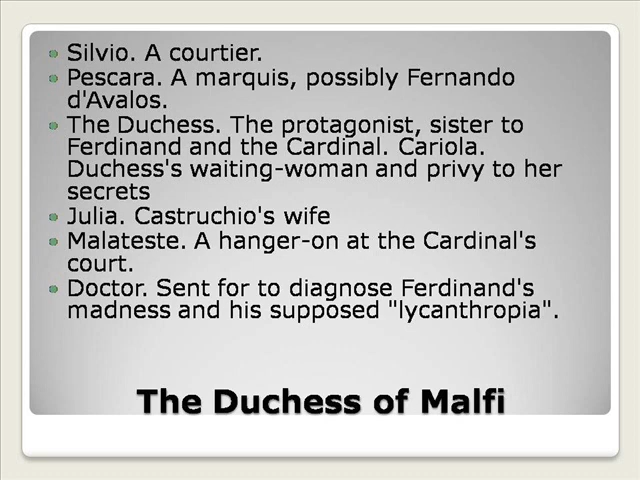 Silvio. A courtier.
Pescara. A marquis, possibly Fernando
d'Avalos.
The Duchess. The protagonist, sister to
Ferdinand and the Cardinal. Cariola.
Duchess's waiting-woman and privy to her
secrets
Julia. Castruchio's wife
Malateste. A hanger-on at the Cardinal's
court.
Doctor. Sent for to diagnose Ferdinand's
madness and his supposed "lycanthropia".
The Duchess of Malfi